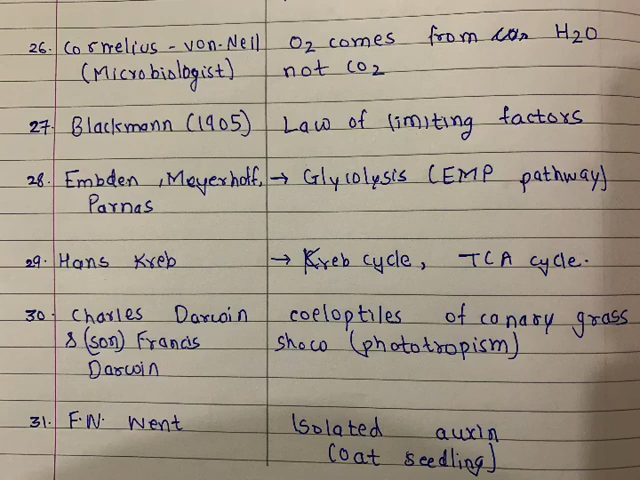 26. Cornelius-von-Neil O2 comes from H2O
(Microbiologist) not CO2
27. Blackmann (1905) Law of limiting factors
28. Embden, Meyerhoff, → Glycolysis (EMP pathway)
Parnas
29. Hans Kreb → Kreb cycle, TCA cycle.
30. Charles Darwin coeloptiles of canary grass
& (son) Francis shoco (phototropism)
Darwin
31. F.W. Went Isolated auxin
(oat seedling)